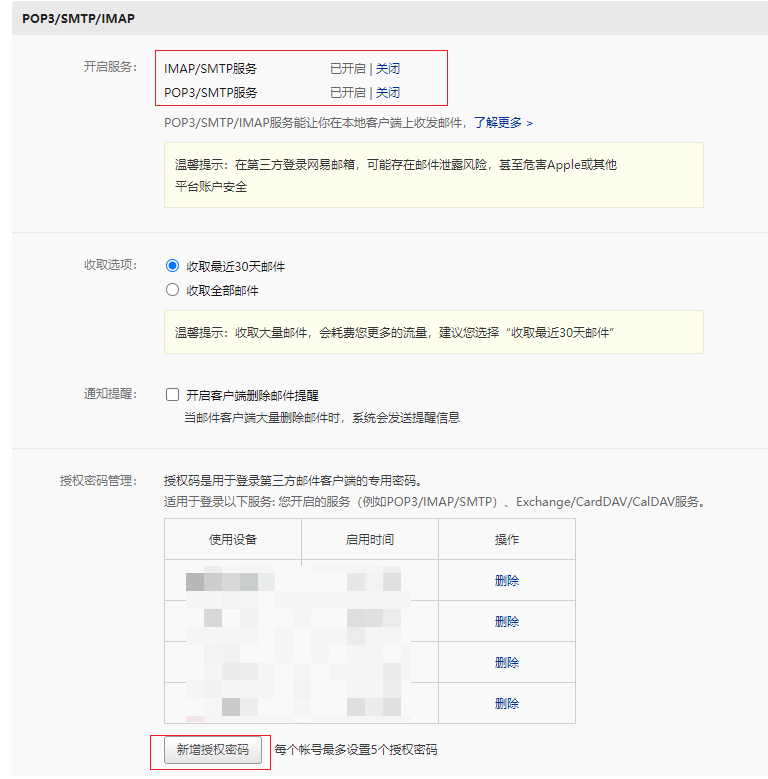 POP3/SMTP/IMAP
开启服务： IMAP/SMTP服务 已开启 | 关闭
POP3/SMTP服务 已开启 | 关闭
POP3/SMTP/IMAP服务能让你在本地客户端上收发邮件，了解更多 >
温馨提示：在第三方登录网易邮箱，可能存在邮件泄露风险，甚至危害Apple或其他
平台账户安全
收取选项： 收取最近30天邮件
收取全部邮件
温馨提示：收取大量邮件，会耗费您更多的流量，建议您选择“收取最近30天邮件”
通知提醒： 开启客户端删除邮件提醒
当邮件客户端大量删除邮件时，系统会发送提醒信息
授权密码管理： 授权码是用于登录第三方邮件客户端的专用密码。
适用于登录以下服务: 您开启的服务（例如POP3/IMAP/SMTP）、Exchange/CardDAV/CalDAV服务。
使用设备 启用时间 操作
删除
删除
删除
删除
新增授权密码 每个帐号最多设置5个授权密码